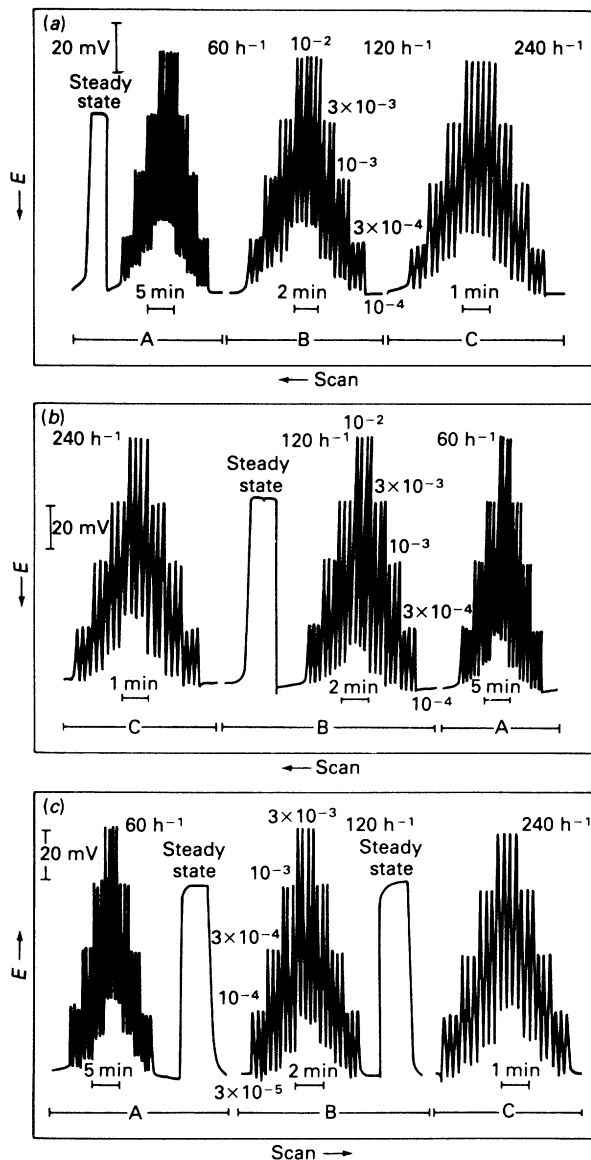 (a)
20 mV
60 h⁻¹
10⁻²
120 h⁻¹
240 h⁻¹
Steady
state
3×10⁻³
10⁻³
3×10⁻⁴
10⁻⁴
← E
5 min
2 min
1 min
A
B
C
← Scan
(b)
240 h⁻¹
120 h⁻¹
10⁻²
60 h⁻¹
Steady
state
20 mV
3×10⁻³
10⁻³
3×10⁻⁴
10⁻⁴
← E
1 min
2 min
5 min
C
B
A
← Scan
(c)
60 h⁻¹
3×10⁻³
120 h⁻¹
240 h⁻¹
20 mV
Steady
state
10⁻³
Steady
state
3×10⁻⁴
10⁻⁴
3×10⁻⁵
E →
5 min
2 min
1 min
A
B
C
Scan →